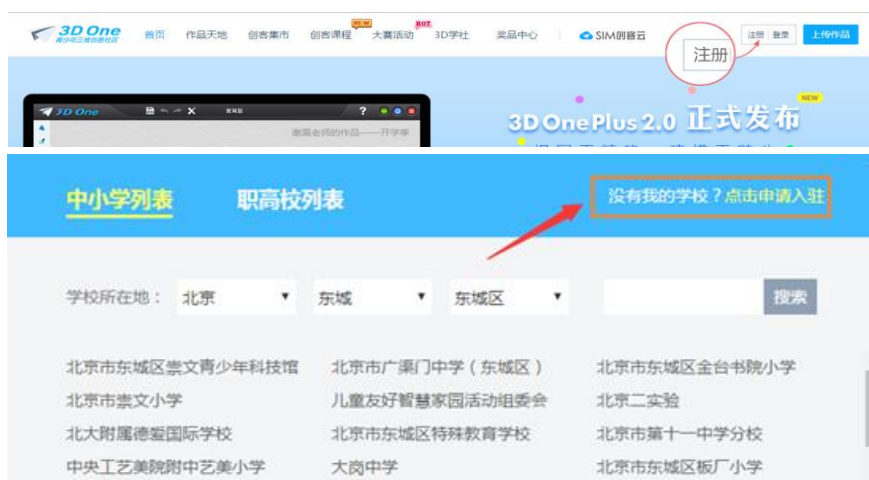 3D One
青少年三维创意社区
首页 作品天地 创客集市 创客课程 NEW 大赛活动 HOT 3D学社 奖品中心 SIM创客云 注册 登录 上传作品
注册
3D One
教育版
?
NEW
谢晨老师的作品——开学季
3D One Plus 2.0 正式发布
中小学列表 职高校列表 没有我的学校？点击申请入驻
学校所在地： 北京 东城 东城区 搜索
北京市东城区崇文青少年科技馆 北京市广渠门中学（东城区） 北京市东城区金台书院小学
北京市崇文小学 儿童友好智慧家园活动组委会 北京二实验
北大附属德爱国际学校 北京市东城区特殊教育学校 北京市第十一中学分校
中央工艺美院附中艺美小学 大岗中学 北京市东城区板厂小学